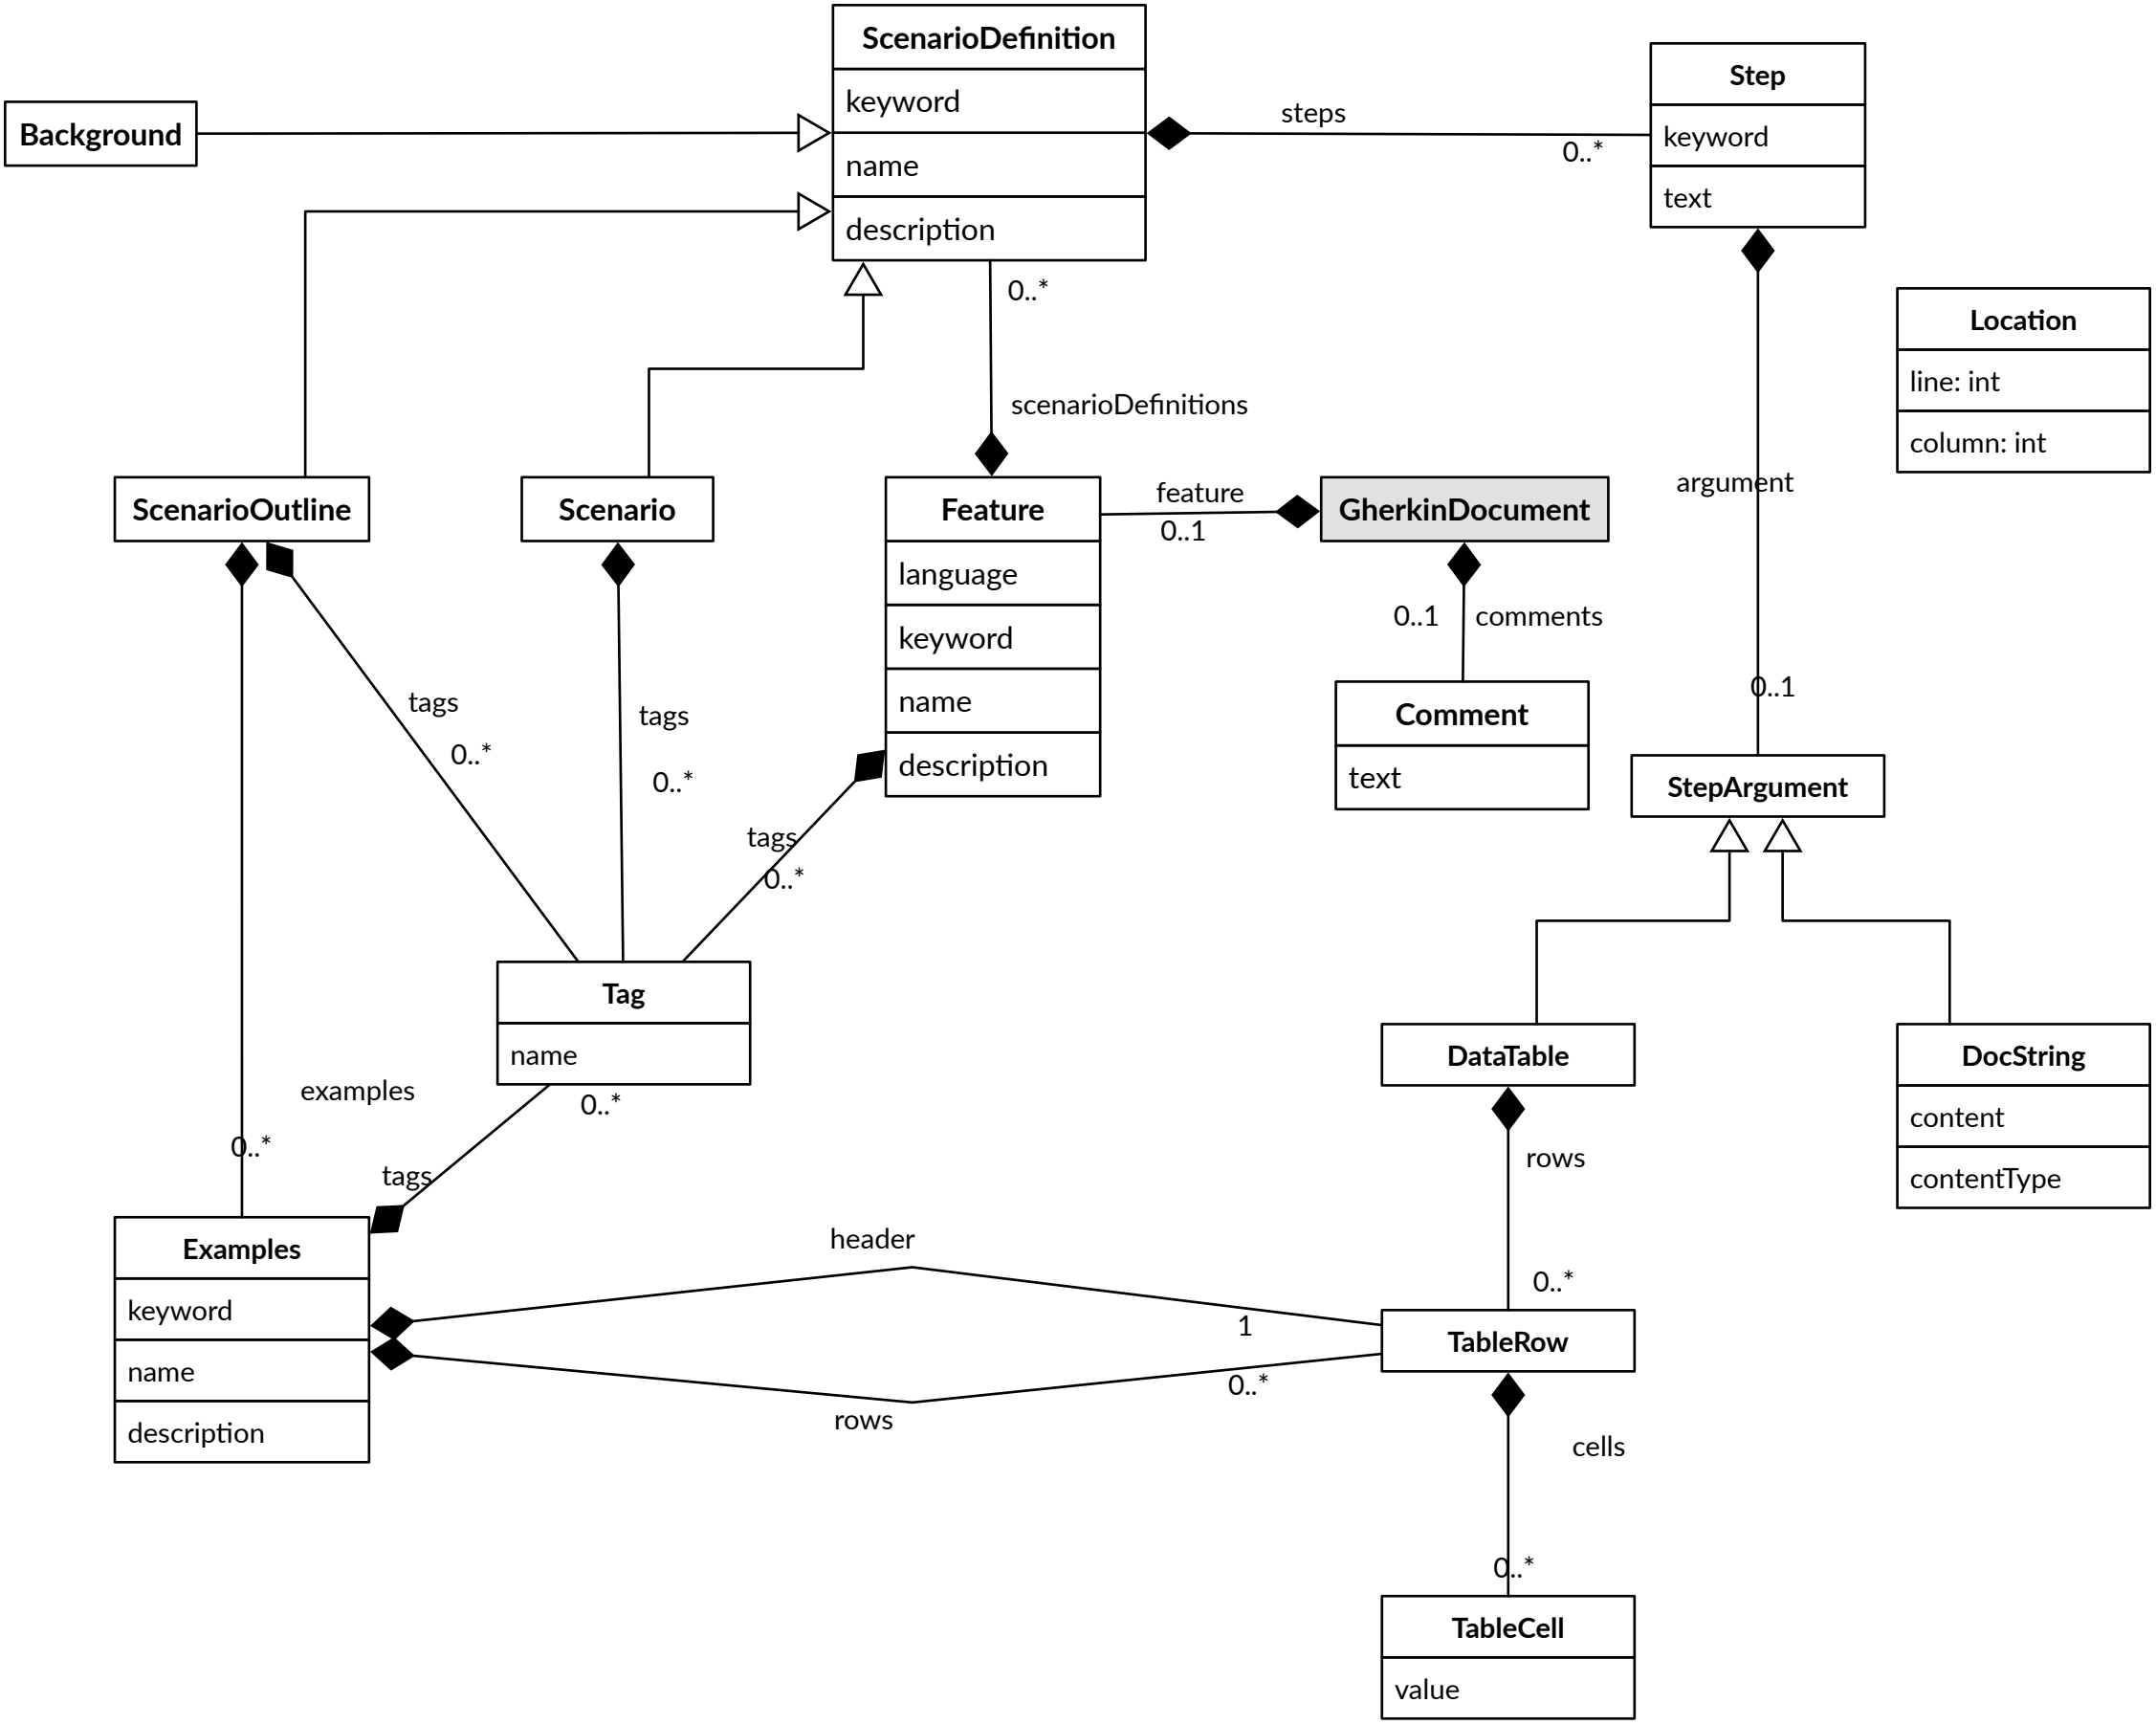 ScenarioDefinition
keyword
name
description
Background
steps
0..*
Step
keyword
text
0..*
Location
line: int
column: int
scenarioDefinitions
argument
0..1
ScenarioOutline
Scenario
Feature
language
keyword
name
description
feature
0..1
GherkinDocument
0..1
comments
Comment
text
StepArgument
tags
0..*
tags
0..*
tags
0..*
Tag
name
0..*
examples
0..*
tags
DataTable
DocString
content
contentType
rows
0..*
Examples
keyword
name
description
header
1
rows
0..*
TableRow
cells
0..*
TableCell
value